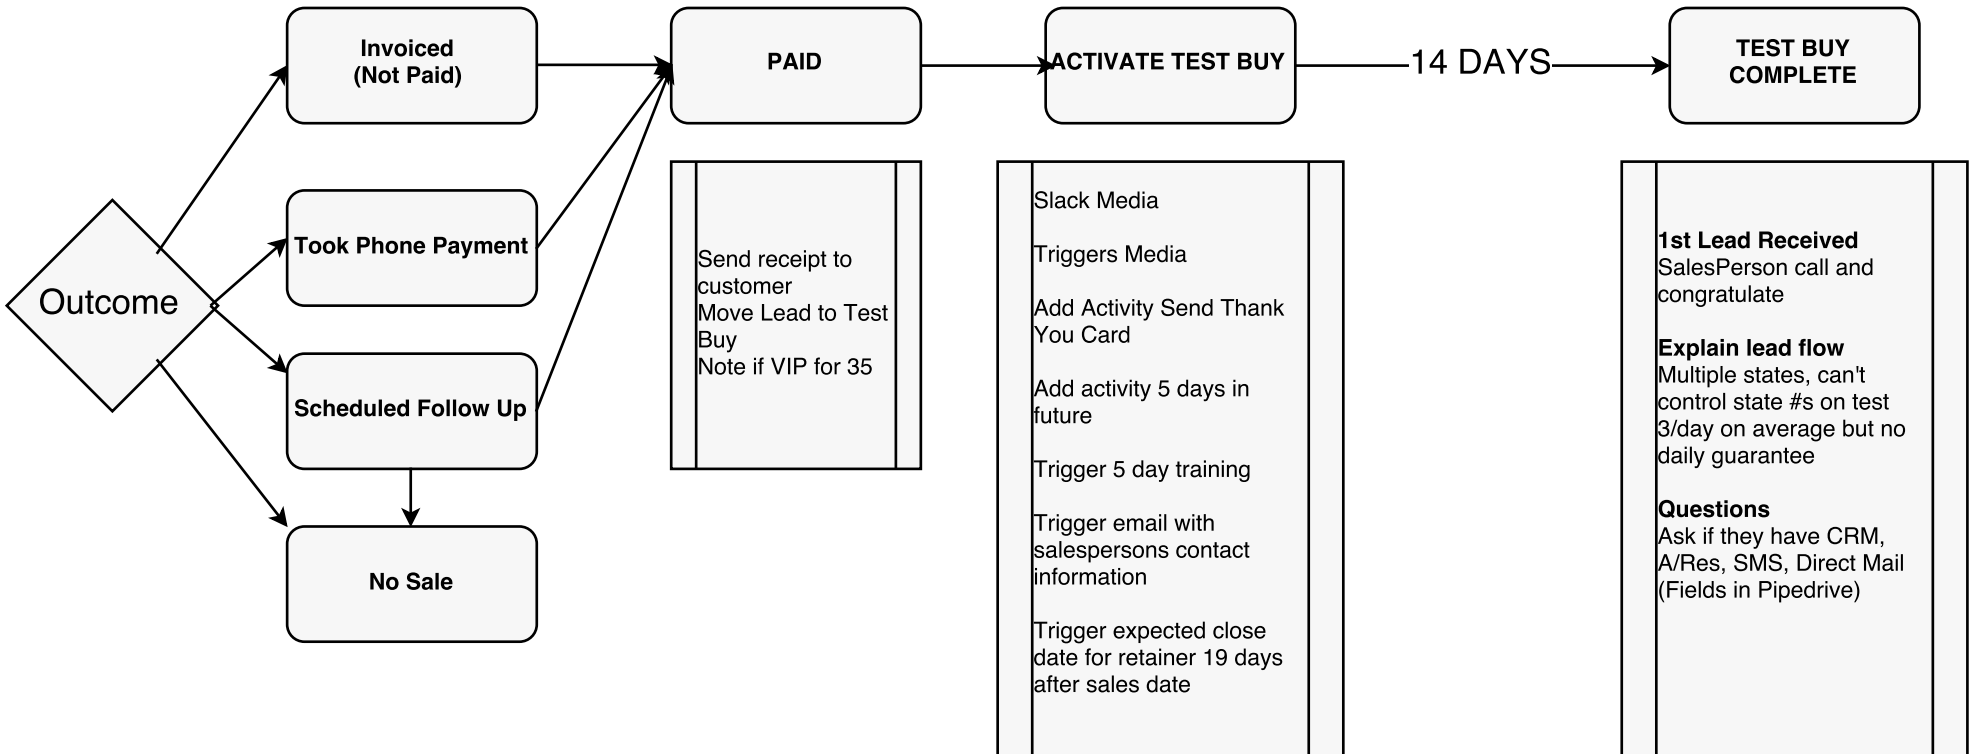 Invoiced
(Not Paid)
PAID
ACTIVATE TEST BUY
14 DAYS
TEST BUY
COMPLETE
Outcome
Took Phone Payment
Scheduled Follow Up
No Sale
Send receipt to
customer
Move Lead to Test
Buy
Note if VIP for 35
Slack Media
Triggers Media
Add Activity Send Thank
You Card
Add activity 5 days in
future
Trigger 5 day training
Trigger email with
salespersons contact
information
Trigger expected close
date for retainer 19 days
after sales date
1st Lead Received
SalesPerson call and
congratulate
Explain lead flow
Multiple states, can't
control state #s on test
3/day on average but no
daily guarantee
Questions
Ask if they have CRM,
A/Res, SMS, Direct Mail
(Fields in Pipedrive)